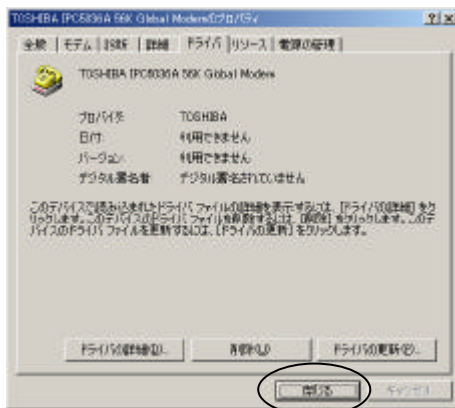 TOSHIBA IPC5036A 56K Global Modemのプロパティ
全般 モデム 診断 詳細 ドライバ リソース 電源の管理
TOSHIBA IPC5036A 56K Global Modem
プロバイダ: TOSHIBA
日付: 利用できません
バージョン: 利用できません
デジタル署名者: デジタル署名されていません
このデバイスで読み込まれたドライバ ファイルの詳細を表示するには、[ドライバの詳細] をク
リックします。このデバイスのドライバ ファイルを削除するには、[削除] をクリックします。このデ
バイスのドライバ ファイルを更新するには、[ドライバの更新] をクリックします。
ドライバの詳細(D)... 削除(U) ドライバの更新(P)...
閉じる キャンセル